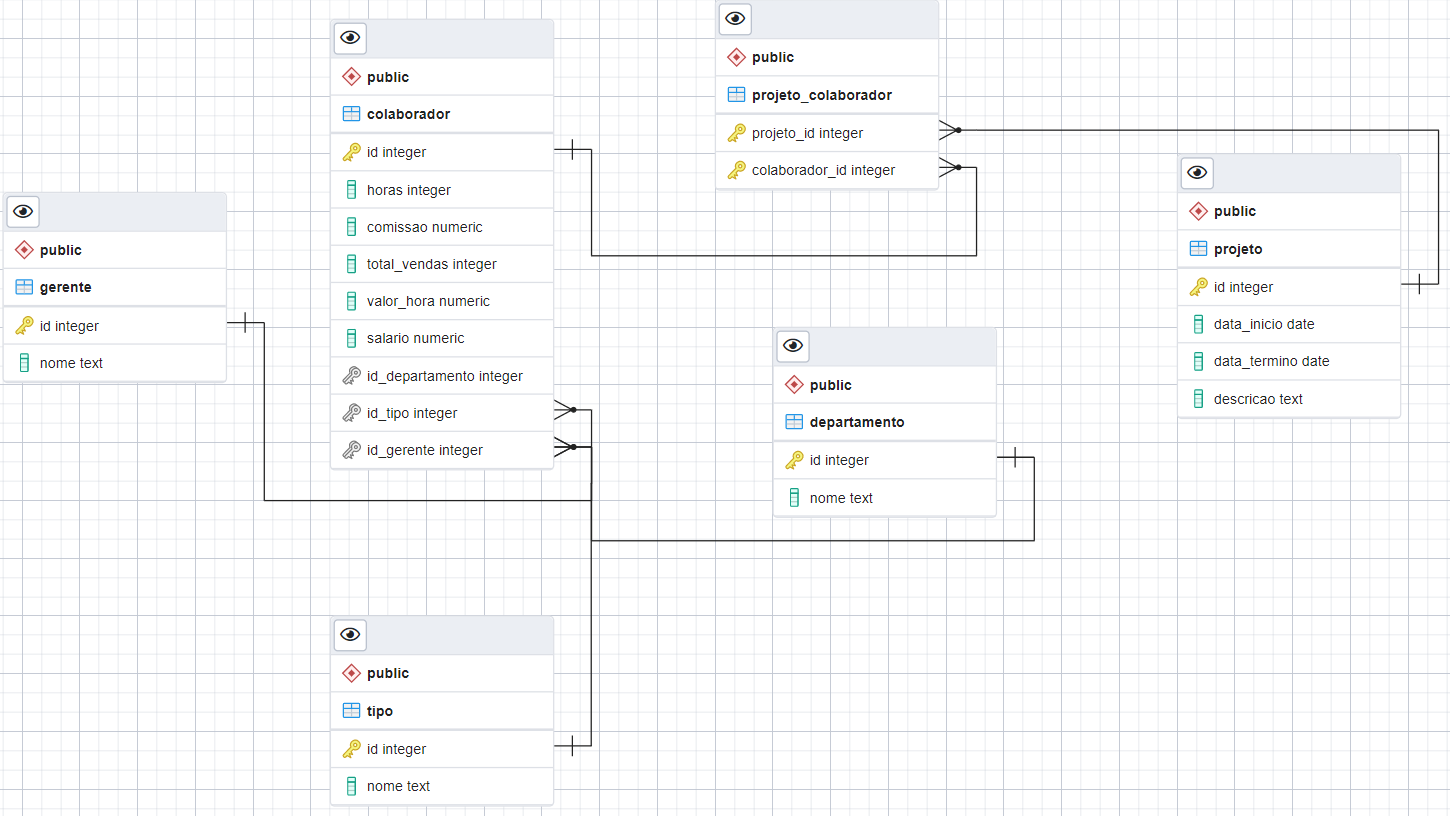 public
colaborador
id integer
horas integer
comissao numeric
total_vendas integer
valor_hora numeric
salario numeric
id_departamento integer
id_tipo integer
id_gerente integer
public
projeto_colaborador
projeto_id integer
colaborador_id integer
public
projeto
id integer
data_inicio date
data_termino date
descricao text
public
gerente
id integer
nome text
public
departamento
id integer
nome text
public
tipo
id integer
nome text